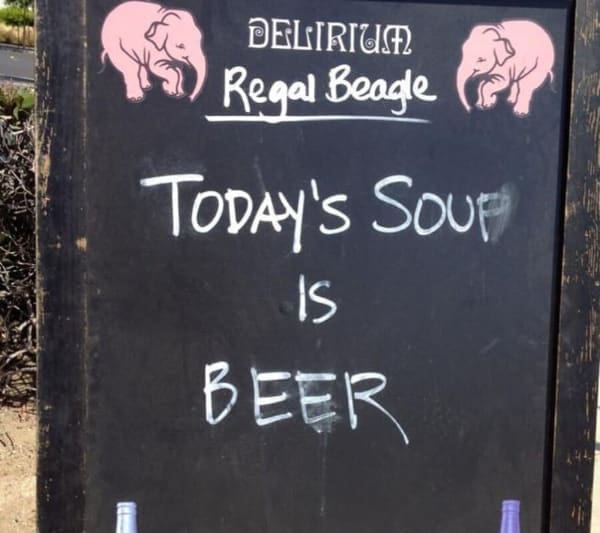 DELIRIUM
Regal Beagle
TODAY'S SOUP
IS
BEER